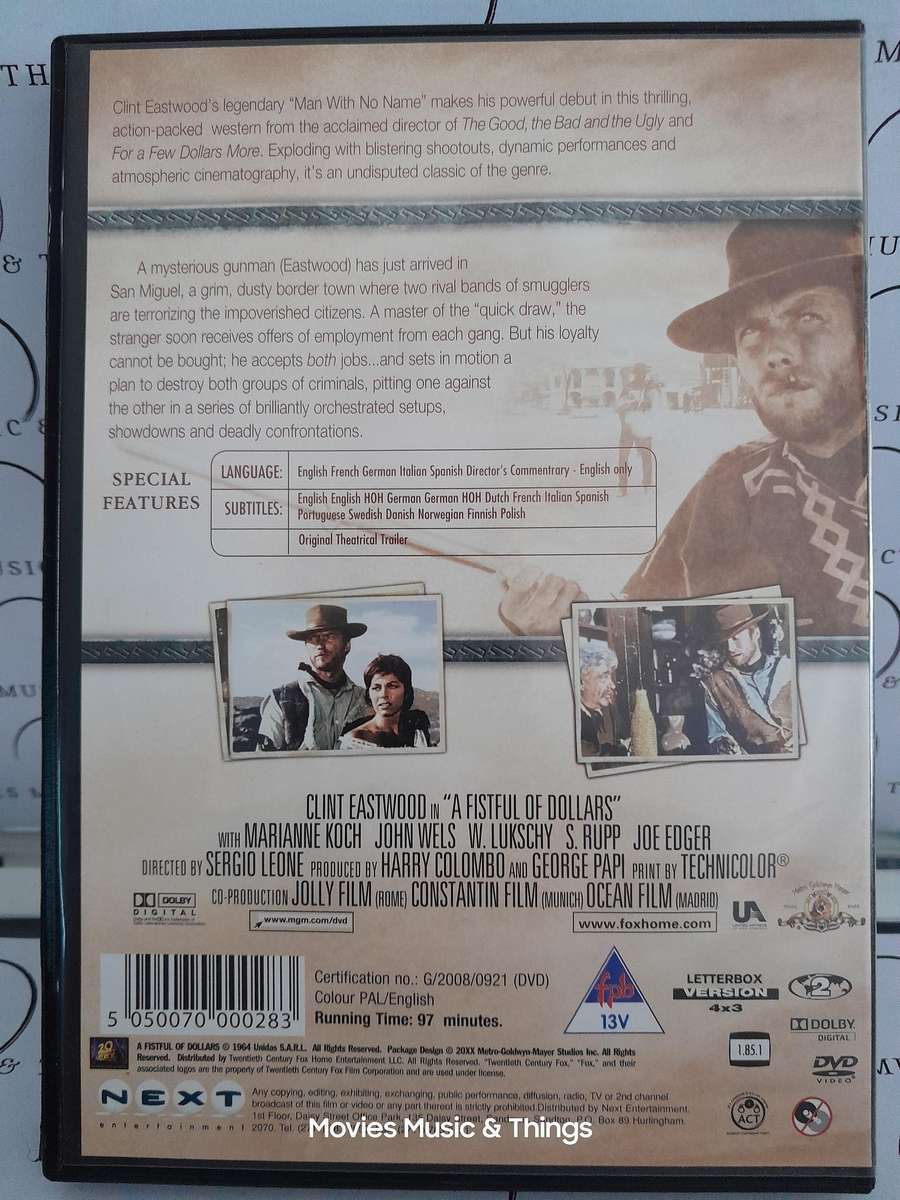 Clint Eastwood's legendary "Man With No Name" makes his powerful debut in this thrilling,
action-packed western from the acclaimed director of The Good, the Bad and the Ugly and
For a Few Dollars More. Exploding with blistering shootouts, dynamic performances and
atmospheric cinematography, it's an undisputed classic of the genre.
A mysterious gunman (Eastwood) has just arrived in
San Miguel, a grim, dusty border town where two rival bands of smugglers
are terrorizing the impoverished citizens. A master of the "quick draw," the
stranger soon receives offers of employment from each gang. But his loyalty
cannot be bought; he accepts both jobs...and sets in motion a
plan to destroy both groups of criminals, pitting one against
the other in a series of brilliantly orchestrated setups,
showdowns and deadly confrontations.
SPECIAL
FEATURES
LANGUAGE: English French German Italian Spanish Director's Commentary - English only
SUBTITLES: English English HOH German German HOH Dutch French Italian Spanish
Portuguese Swedish Danish Norwegian Finnish Polish
Original Theatrical Trailer
CLINT EASTWOOD IN "A FISTFUL OF DOLLARS"
WITH MARIANNE KOCH JOHN WELS W. LUKSCHY S. RUPP JOE EDGER
DIRECTED BY SERGIO LEONE PRODUCED BY HARRY COLOMBO AND GEORGE PAPI PRINT BY TECHNICOLOR®
CO-PRODUCTION JOLLY FILM (ROME) CONSTANTIN FILM (MUNICH) OCEAN FILM (MADRID)
DOLBY
DIGITAL
www.mgm.com/dvd
www.foxhome.com
UA
Metro Goldwyn Mayer
5 050070 000283
Certification no.: G/2008/0921 (DVD)
Colour PAL/English
Running Time: 97 minutes.
fpb
13V
LETTERBOX
VERSION
4x3
2
DOLBY
DIGITAL
1.85.1
DVD
VIDEO
A FISTFUL OF DOLLARS © 1964 Unidas S.A.R.L. All Rights Reserved. Package Design © 20XX Metro-Goldwyn-Mayer Studios Inc. All Rights
Reserved. Distributed by Twentieth Century Fox Home Entertainment LLC. All Rights Reserved. "Twentieth Century Fox," "Fox," and their
associated logos are the property of Twentieth Century Fox Film Corporation and are used under license.
NEXT
entertainment
Any copying, editing, exhibiting, exchanging, public performance, diffusion, radio, TV or 2nd channel
broadcast of this film or video or any part thereof is strictly prohibited.Distributed by Next Entertainment.
1st Floor, Daisy Street Office Park, 135 Daisy Street P.O. Box 89 Hurlingham.
2070. Tel.
ACT
Movies Music & Things